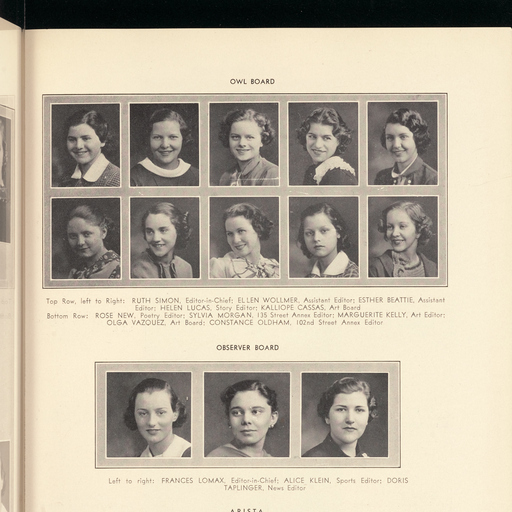 OWL BOARD
Top Row, left to Right: RUTH SIMON, Editor-in-Chief; ELLEN WOLLMER, Assistant Editor; ESTHER BEATTIE, Assistant
Editor; HELEN LUCAS, Story Editor; KALLIOPE CASSAS, Art Board
Bottom Row: ROSE NEW, Poetry Editor; SYLVIA MORGAN, 135 Street Annex Editor; MARGUERITE KELLY, Art Editor;
OLGA VAZQUEZ, Art Board; CONSTANCE OLDHAM, 102nd Street Annex Editor
OBSERVER BOARD
Left to right: FRANCES LOMAX, Editor-in-Chief; ALICE KLEIN, Sports Editor; DORIS
TAPLINGER, News Editor
ARISTA